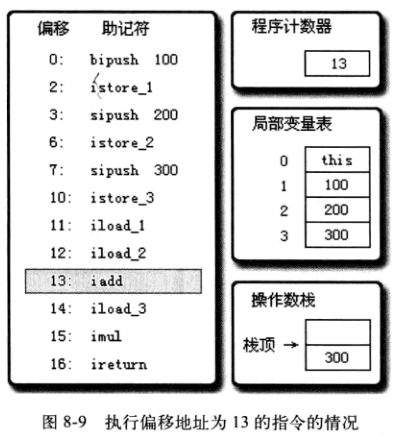 偏移 助记符
0: bipush 100
2: istore_1
3: sipush 200
6: istore_2
7: sipush 300
10: istore_3
11: iload_1
12: iload_2
13: iadd
14: iload_3
15: imul
16: ireturn
程序计数器
13
局部变量表
0 this
1 100
2 200
3 300
操作数栈
栈顶 →
300
图 8-9 执行偏移地址为 13 的指令的情况